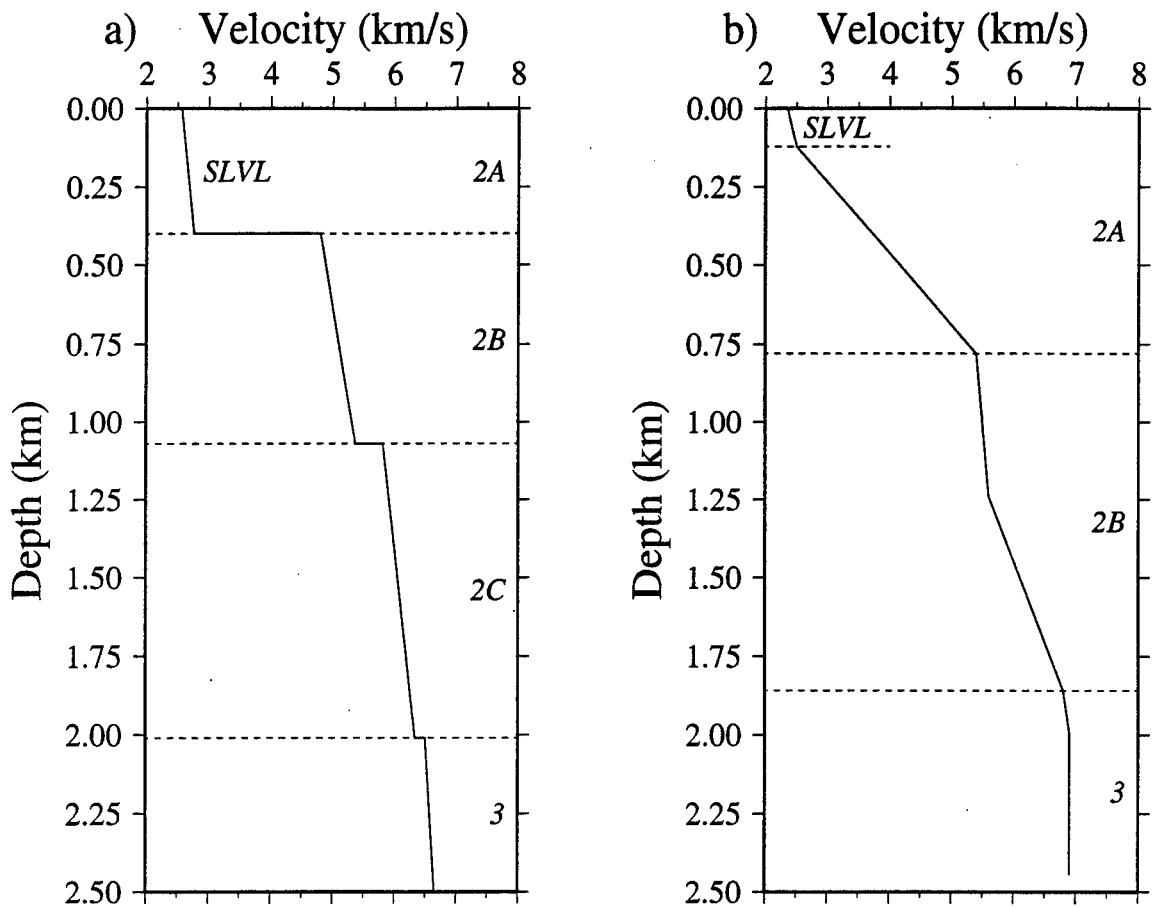 a) Velocity (km/s)
2 3 4 5 6 7 8
0.00
0.25
0.50
0.75
1.00
1.25
1.50
1.75
2.00
2.25
2.50
Depth (km)
SLVL
2A
2B
2C
3
b) Velocity (km/s)
2 3 4 5 6 7 8
0.00
0.25
0.50
0.75
1.00
1.25
1.50
1.75
2.00
2.25
2.50
Depth (km)
SLVL
2A
2B
3